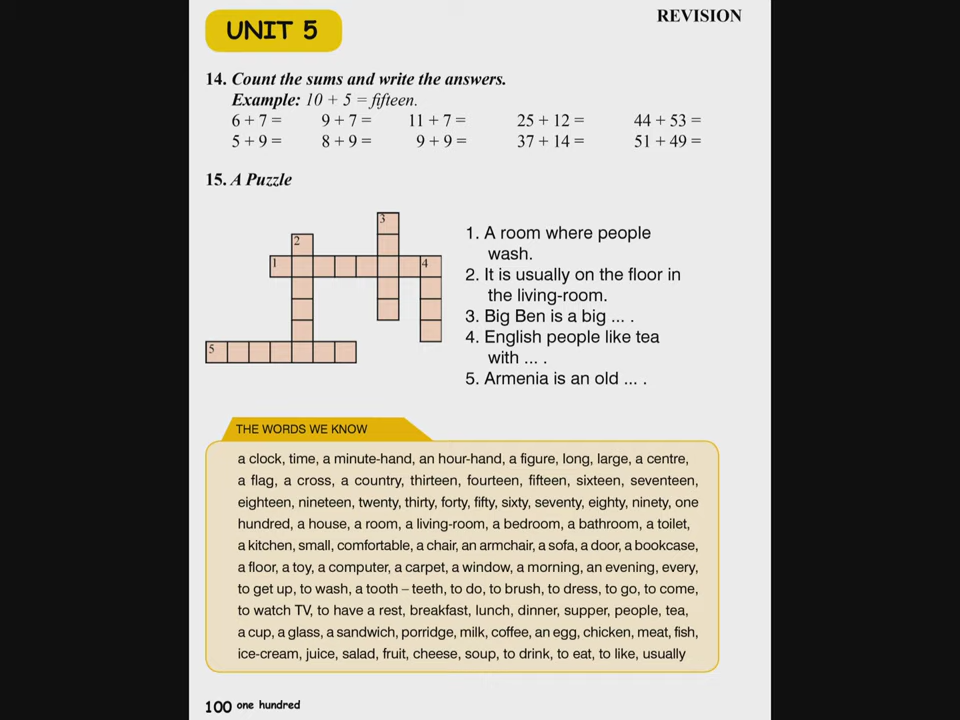 UNIT 5
REVISION
14. Count the sums and write the answers.
Example: 10 + 5 = fifteen.
6 + 7 = 9 + 7 = 11 + 7 = 25 + 12 = 44 + 53 =
5 + 9 = 8 + 9 = 9 + 9 = 37 + 14 = 51 + 49 =
15. A Puzzle
3
2
1 4
5
1. A room where people
wash.
2. It is usually on the floor in
the living-room.
3. Big Ben is a big ... .
4. English people like tea
with ... .
5. Armenia is an old ... .
THE WORDS WE KNOW
a clock, time, a minute-hand, an hour-hand, a figure, long, large, a centre,
a flag, a cross, a country, thirteen, fourteen, fifteen, sixteen, seventeen,
eighteen, nineteen, twenty, thirty, forty, fifty, sixty, seventy, eighty, ninety, one
hundred, a house, a room, a living-room, a bedroom, a bathroom, a toilet,
a kitchen, small, comfortable, a chair, an armchair, a sofa, a door, a bookcase,
a floor, a toy, a computer, a carpet, a window, a morning, an evening, every,
to get up, to wash, a tooth – teeth, to do, to brush, to dress, to go, to come,
to watch TV, to have a rest, breakfast, lunch, dinner, supper, people, tea,
a cup, a glass, a sandwich, porridge, milk, coffee, an egg, chicken, meat, fish,
ice-cream, juice, salad, fruit, cheese, soup, to drink, to eat, to like, usually
100 one hundred